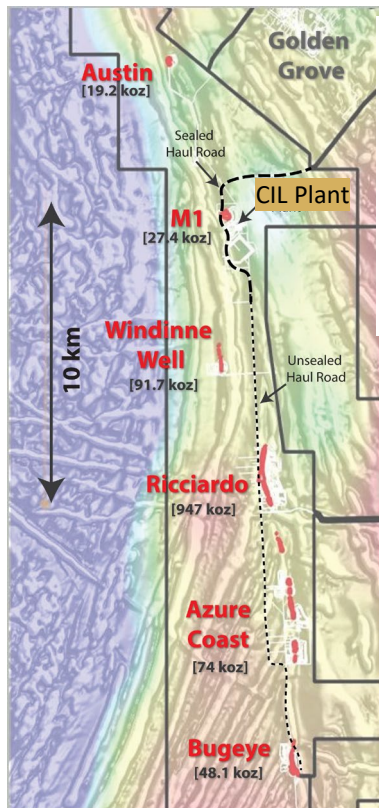 Golden
Grove
Austin
[19.2 koz]
Sealed
Haul Road
CIL Plant
M1
[27.4 koz]
10 km
Windinne
Well
[91.7 koz]
Unsealed
Haul Road
Ricciardo
[947 koz]
Azure
Coast
[74 koz]
Bugeye
[48.1 koz]